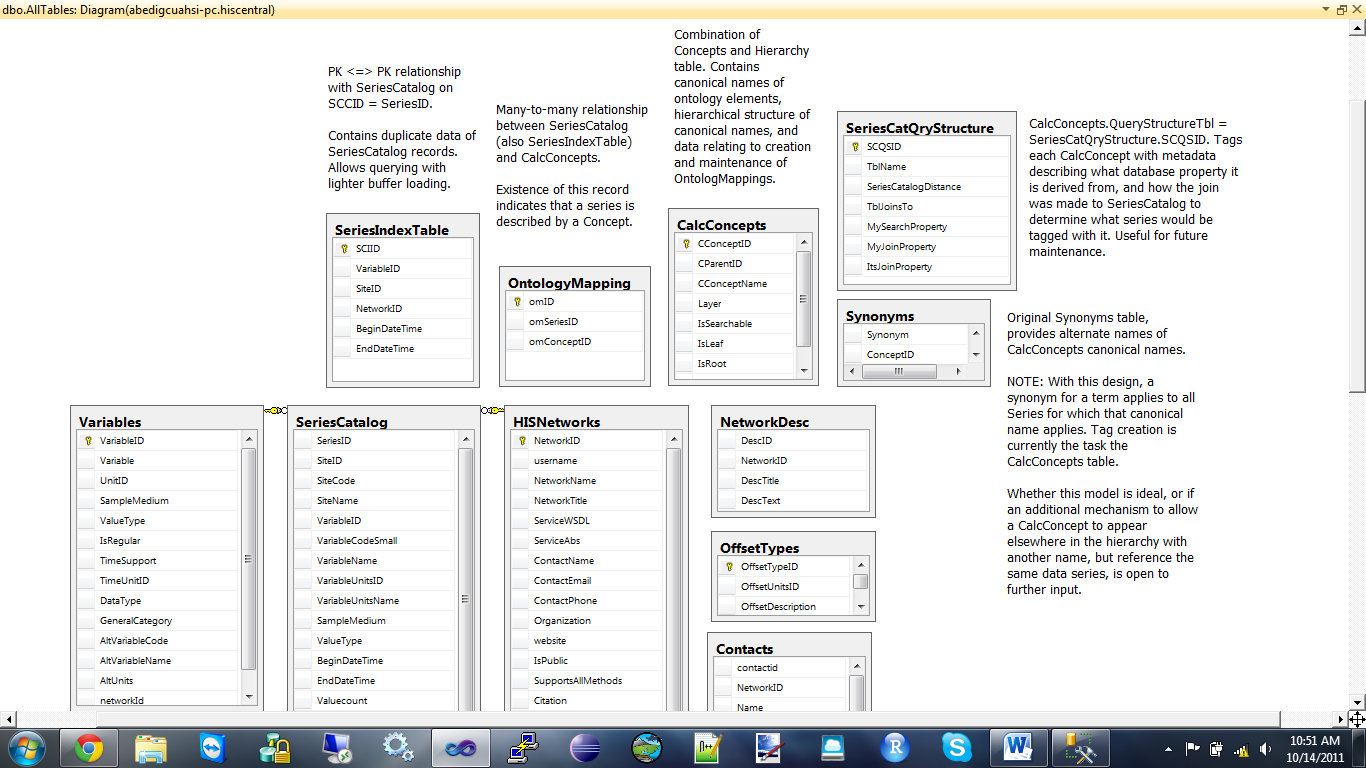 dbo.AllTables: Diagram(abedigcuahsi-pc.hiscentral)
PK <=> PK relationship
with SeriesCatalog on
SCCID = SeriesID.
Contains duplicate data of
SeriesCatalog records.
Allows querying with
lighter buffer loading.
Many-to-many relationship
between SeriesCatalog
(also SeriesIndexTable)
and CalcConcepts.
Existence of this record
indicates that a series is
described by a Concept.
Combination of
Concepts and Hierarchy
table. Contains
canonical names of
ontology elements,
hierarchical structure of
canonical names, and
data relating to creation
and maintenance of
OntologMappings.
SeriesCatQryStructure
SCQSID
TblName
SeriesCatalogDistance
TblJoinsTo
MySearchProperty
MyJoinProperty
ItsJoinProperty
CalcConcepts.QueryStructureTbl =
SeriesCatQryStructure.SCQSID. Tags
each CalcConcept with metadata
describing what database property it
is derived from, and how the join
was made to SeriesCatalog to
determine what series would be
tagged with it. Useful for future
maintenance.
SeriesIndexTable
SCIID
VariableID
SiteID
NetworkID
BeginDateTime
EndDateTime
OntologyMapping
omID
omSeriesID
omConceptID
CalcConcepts
CConceptID
CParentID
CConceptName
Layer
IsSearchable
IsLeaf
IsRoot
Synonyms
Synonym
ConceptID
Original Synonyms table,
provides alternate names of
CalcConcepts canonical names.
NOTE: With this design, a
synonym for a term applies to all
Series for which that canonical
name applies. Tag creation is
currently the task the
CalcConcepts table.
Whether this model is ideal, or if
an additional mechanism to allow
a CalcConcept to appear
elsewhere in the hierarchy with
another name, but reference the
same data series, is open to
further input.
Variables
VariableID
Variable
UnitID
SampleMedium
ValueType
IsRegular
TimeSupport
TimeUnitID
DataType
GeneralCategory
AltVariableCode
AltVariableName
AltUnits
networkId
SeriesCatalog
SeriesID
SiteID
SiteCode
SiteName
VariableID
VariableCodeSmall
VariableName
VariableUnitsID
VariableUnitsName
SampleMedium
ValueType
BeginDateTime
EndDateTime
Valuecount
HISNetworks
NetworkID
username
NetworkName
NetworkTitle
ServiceWSDL
ServiceAbs
ContactName
ContactEmail
ContactPhone
Organization
website
IsPublic
SupportsAllMethods
Citation
NetworkDesc
DescID
NetworkID
DescTitle
DescText
OffsetTypes
OffsetTypeID
OffsetUnitsID
OffsetDescription
Contacts
contactid
NetworkID
Name
10:51 AM
10/14/2011